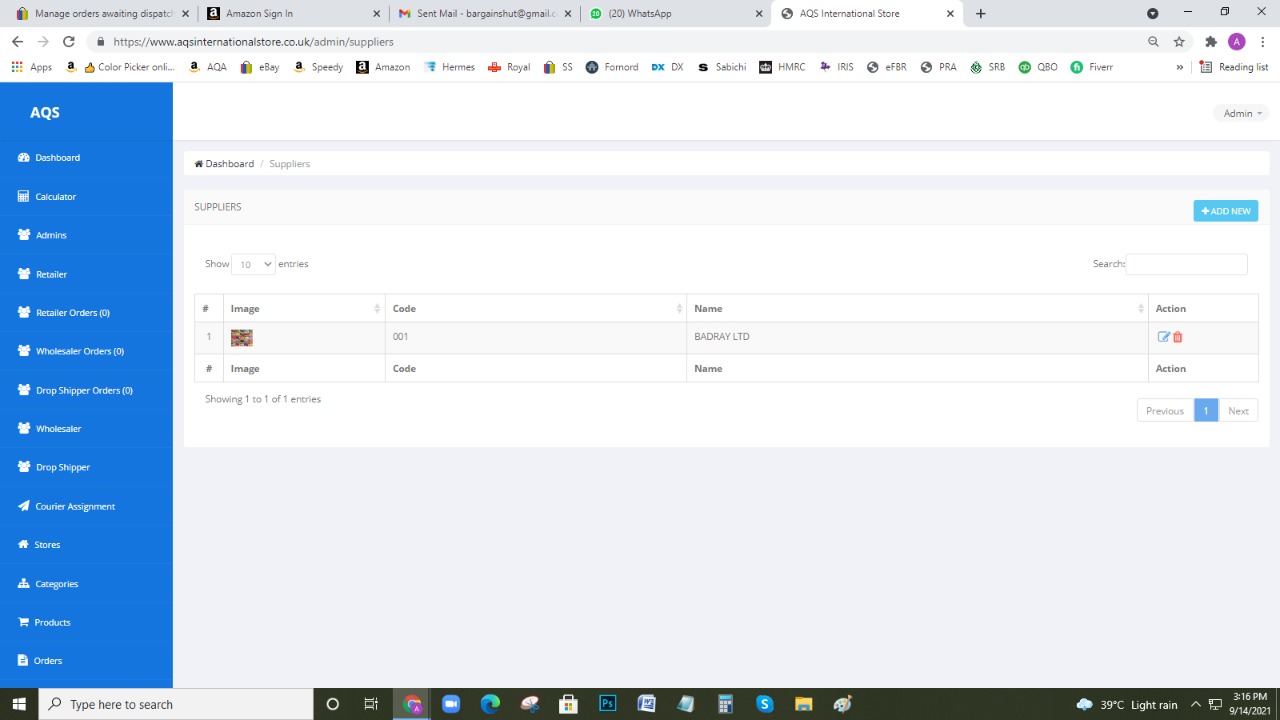 Manage orders awaiting dispatch
Amazon Sign In
Sent Mail - bargainshut@gmail.c
(20) WhatsApp
AQS International Store
https://www.aqsinternationalstore.co.uk/admin/suppliers
A
Apps
Color Picker onli...
AQA
eBay
Speedy
Amazon
Hermes
Royal
SS
Fornord
DX DX
Sabichi
HMRC
IRIS
eFBR
PRA
SRB
QBO
Fiverr
»
Reading list
AQS
Admin
Dashboard
Calculator
Admins
Retailer
Retailer Orders (0)
Wholesaler Orders (0)
Drop Shipper Orders (0)
Wholesaler
Drop Shipper
Courier Assignment
Stores
Categories
Products
Orders
Dashboard / Suppliers
SUPPLIERS
+ ADD NEW
Show 10 entries
Search:
# Image Code Name Action
1 001 BADRAY LTD
# Image Code Name Action
Showing 1 to 1 of 1 entries
Previous 1 Next
Type here to search
Ps
39°C Light rain
3:16 PM
9/14/2021